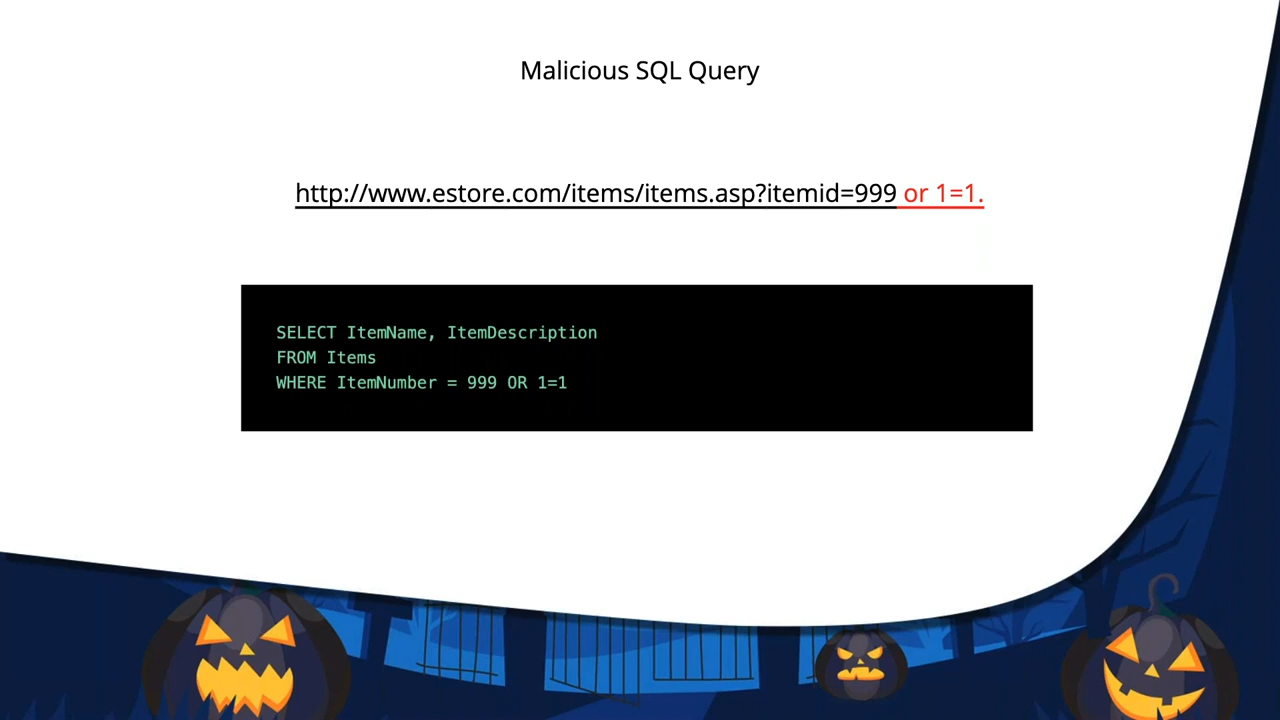 Malicious SQL Query
http://www.estore.com/items/items.asp?itemid=999 or 1=1.
SELECT ItemName, ItemDescription
FROM Items
WHERE ItemNumber = 999 OR 1=1